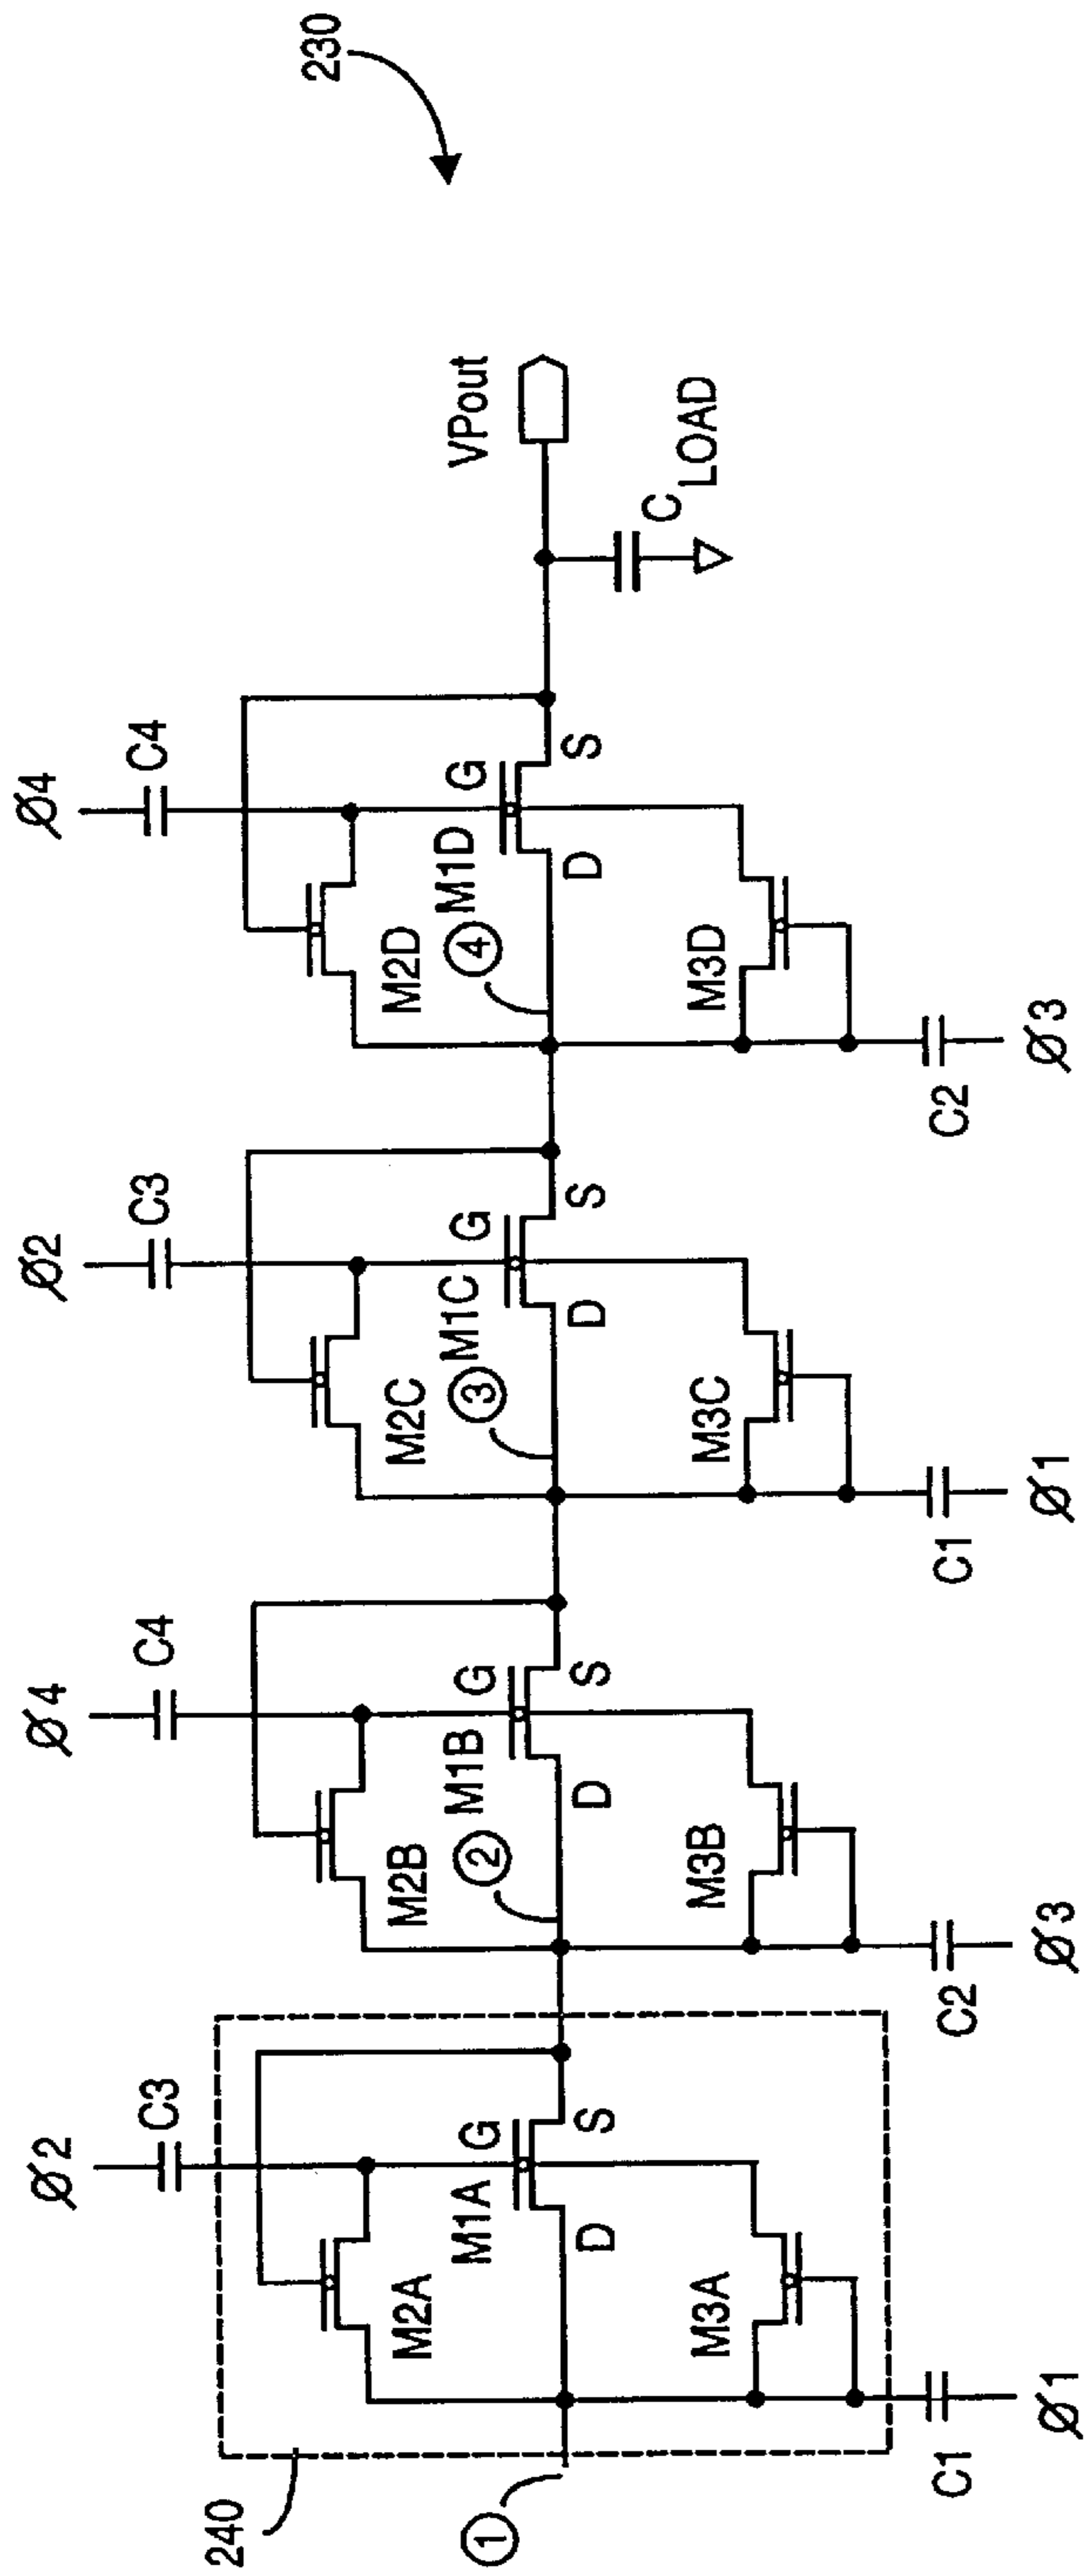 230
Ø2
C3
Ø4
C4
Ø2
C3
Ø4
C4
240
M2A
M1A
G
D
S
M3A
①
C1
Ø1
M2B
M1B
G
②
D
S
M3B
C2
Ø3
M2C
M1C
G
③
D
S
M3C
C1
Ø1
M2D
M1D
G
④
D
S
M3D
C2
Ø3
VPout
C LOAD